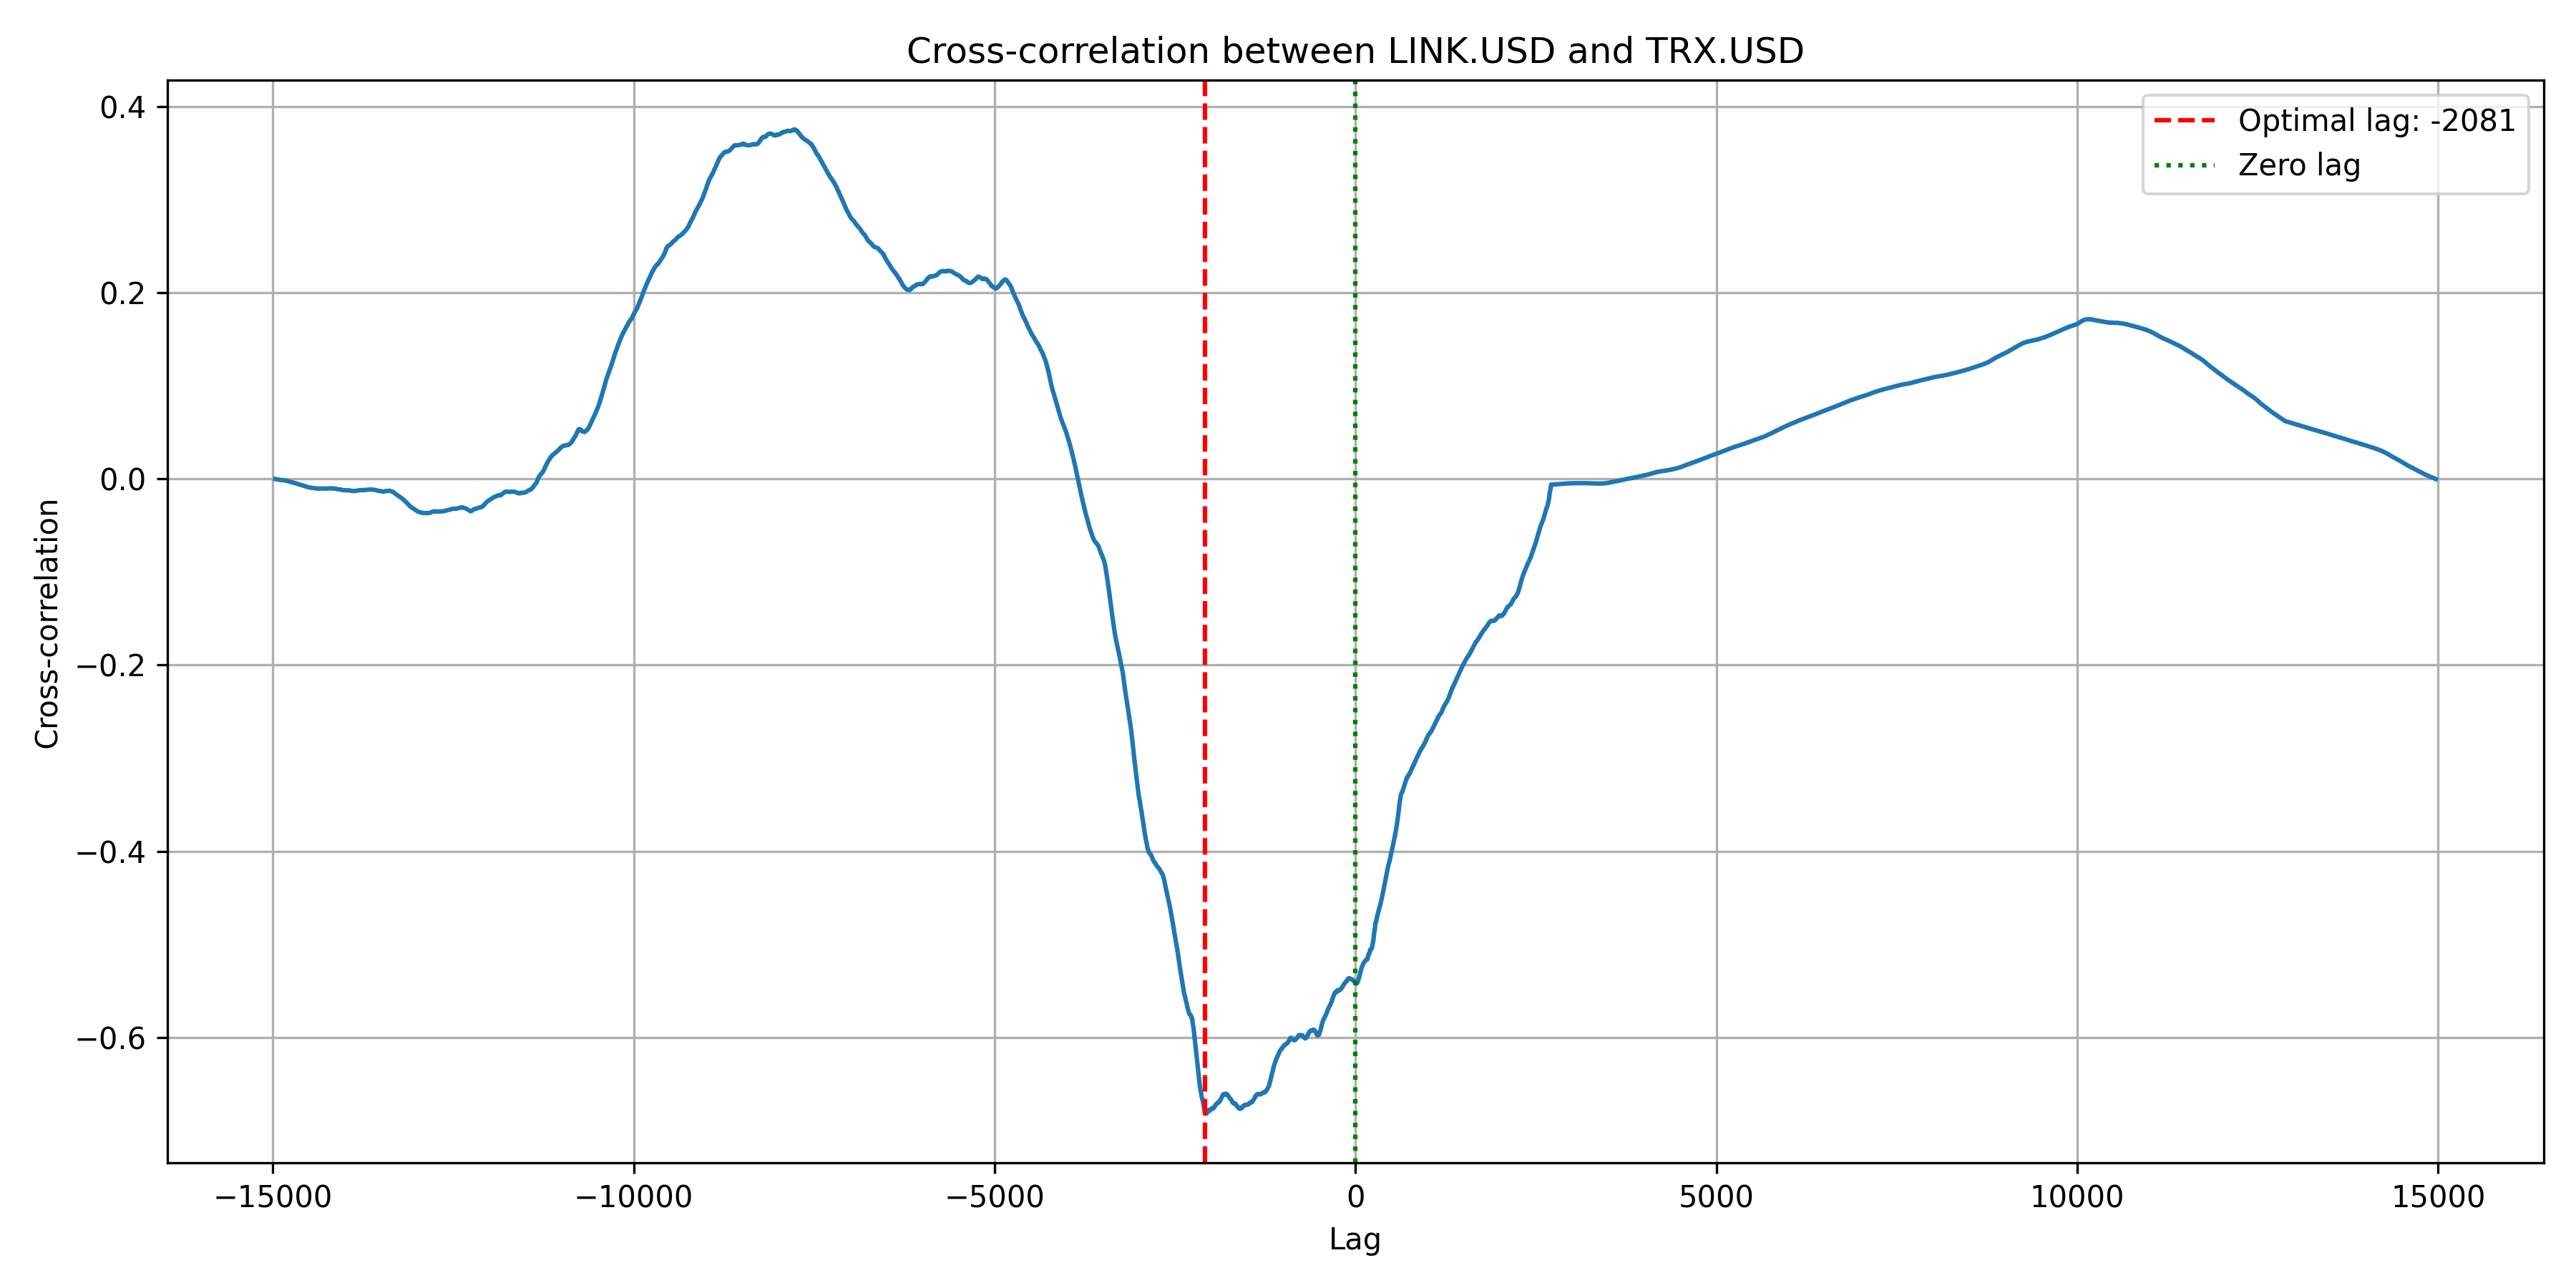 Cross-correlation between LINK.USD and TRX.USD
Optimal lag: -2081
Zero lag
0.4
0.2
0.0
−0.2
−0.4
−0.6
Cross-correlation
−15000 −10000 −5000 0 5000 10000 15000
Lag